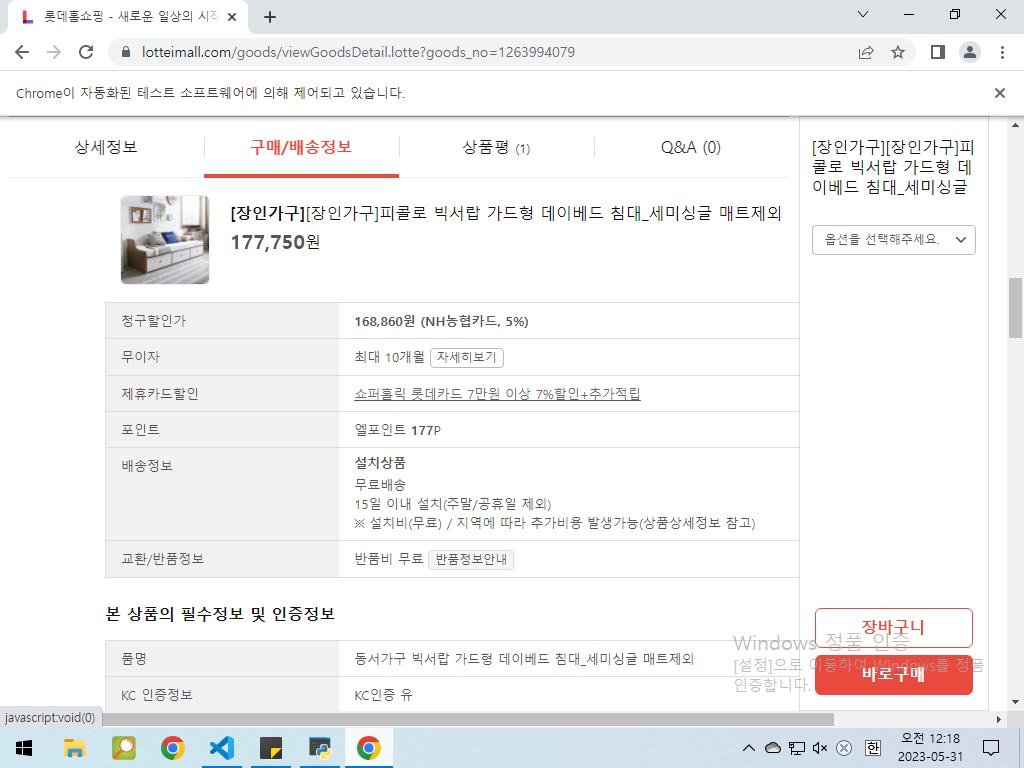 롯데홈쇼핑 - 새로운 일상의 시작
lotteimall.com/goods/viewGoodsDetail.lotte?goods_no=1263994079
Chrome이 자동화된 테스트 소프트웨어에 의해 제어되고 있습니다.
상세정보
구매/배송정보
상품평 (1)
Q&A (0)
[장인가구][장인가구]피콜로 빅서랍 가드형 데이베드 침대_세미싱글 매트제외
177,750원
청구할인가
168,860원 (NH농협카드, 5%)
무이자
최대 10개월 자세히보기
제휴카드할인
쇼퍼홀릭 롯데카드 7만원 이상 7%할인+추가적립
포인트
엘포인트 177P
배송정보
설치상품
무료배송
15일 이내 설치(주말/공휴일 제외)
※ 설치비(무료) / 지역에 따라 추가비용 발생가능(상품상세정보 참고)
교환/반품정보
반품비 무료 반품정보안내
본 상품의 필수정보 및 인증정보
품명
동서가구 빅서랍 가드형 데이베드 침대_세미싱글 매트제외
KC 인증정보
KC인증 유
[장인가구][장인가구]피
콜로 빅서랍 가드형 데
이베드 침대_세미싱글
옵션을 선택해주세요.
장바구니
바로구매
Windows 정품 인증
[설정]으로 이동하여 Windows를 정품
인증합니다.
javascript:void(0)
한
오전 12:18
2023-05-31